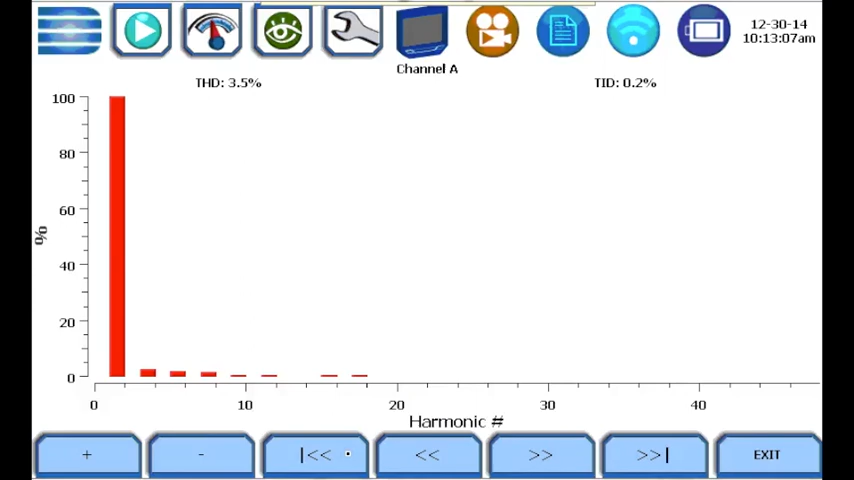 12-30-14
10:13:07am
Channel A
THD: 3.5%
TID: 0.2%
100
80
60
40
20
0
%
0 10 20 30 40
Harmonic #
+ - |<< << >> >>| EXIT